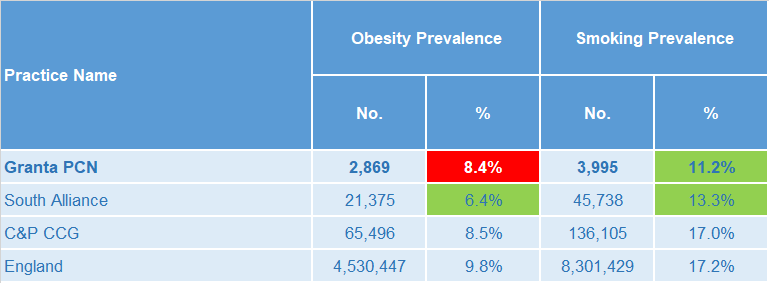 Practice Name Obesity Prevalence Smoking Prevalence
No. % No. %
Granta PCN 2,869 8.4% 3,995 11.2%
South Alliance 21,375 6.4% 45,738 13.3%
C&P CCG 65,496 8.5% 136,105 17.0%
England 4,530,447 9.8% 8,301,429 17.2%